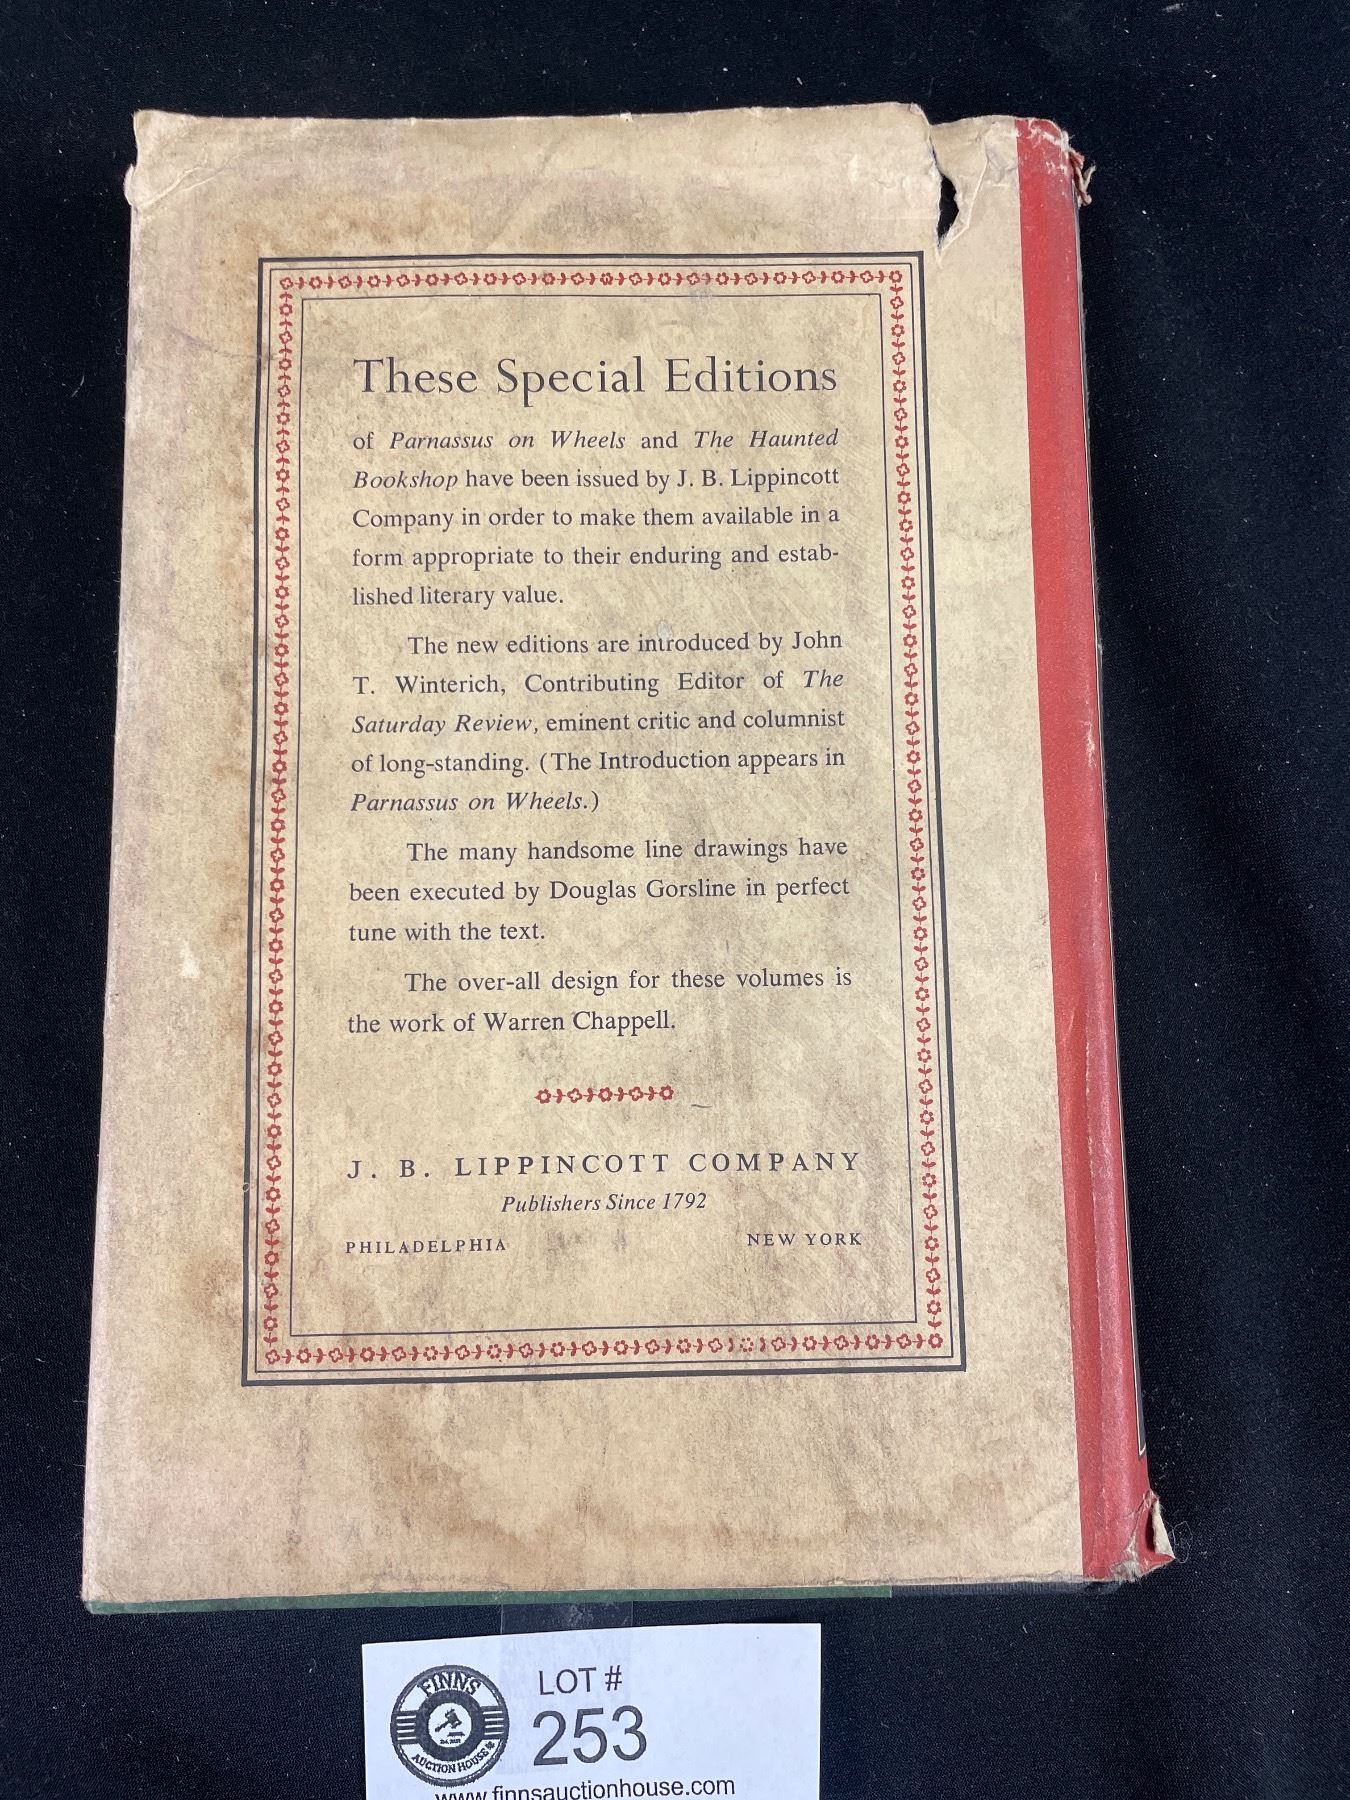 These Special Editions
of Parnassus on Wheels and The Haunted
Bookshop have been issued by J. B. Lippincott
Company in order to make them available in a
form appropriate to their enduring and estab-
lished literary value.
The new editions are introduced by John
T. Winterich, Contributing Editor of The
Saturday Review, eminent critic and columnist
of long-standing. (The Introduction appears in
Parnassus on Wheels.)
The many handsome line drawings have
been executed by Douglas Gorsline in perfect
tune with the text.
The over-all design for these volumes is
the work of Warren Chappell.
J. B. LIPPINCOTT COMPANY
Publishers Since 1792
PHILADELPHIA NEW YORK
FINNS
AUCTION HOUSE
LOT #
253
www.finnsauctionhouse.com